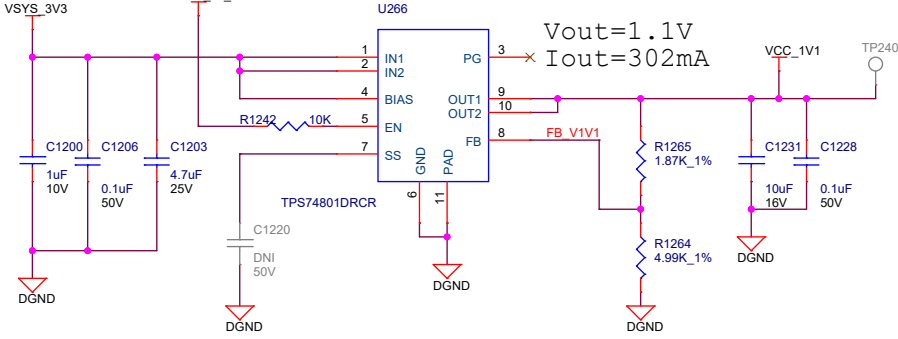 VSYS_3V3
U266
Vout=1.1V
Iout=302mA
VCC_1V1
TP240
1 IN1
2 IN2
4 BIAS
5 EN
7 SS
PG 3
OUT1 9
OUT2 10
FB 8
GND 6
PAD 11
FB_V1V1
R1242 10K
C1200
1uF
10V
C1206
0.1uF
50V
C1203
4.7uF
25V
TPS74801DRCR
C1220
DNI
50V
R1265
1.87K_1%
R1264
4.99K_1%
C1231
10uF
16V
C1228
0.1uF
50V
DGND
DGND
DGND
DGND
DGND